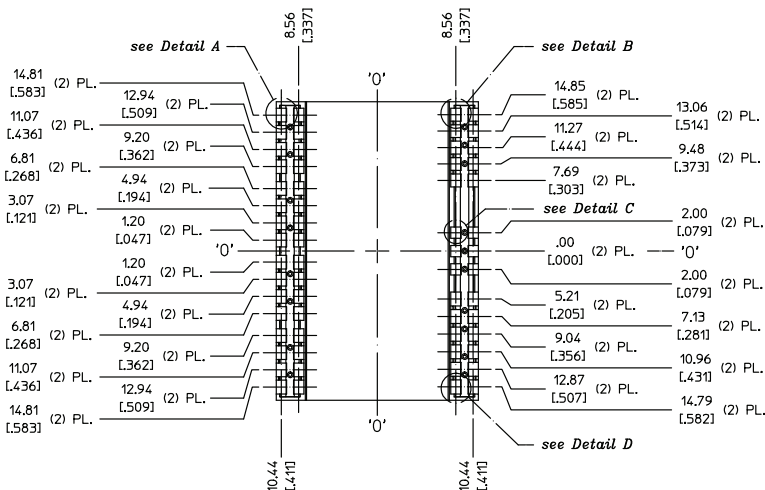 8.56
[.337]
8.56
[.337]
see Detail A
see Detail B
'0'
14.81
[.583] (2) PL.
12.94
[.509] (2) PL.
11.07
[.436] (2) PL.
9.20
[.362] (2) PL.
6.81
[.268] (2) PL.
4.94
[.194] (2) PL.
3.07
[.121] (2) PL.
1.20
[.047] (2) PL.
'0'
1.20
[.047] (2) PL.
3.07
[.121] (2) PL.
4.94
[.194] (2) PL.
6.81
[.268] (2) PL.
9.20
[.362] (2) PL.
11.07
[.436] (2) PL.
12.94
[.509] (2) PL.
14.81
[.583] (2) PL.
14.85
[.585] (2) PL.
13.06
[.514] (2) PL.
11.27
[.444] (2) PL.
9.48
[.373] (2) PL.
7.69
[.303] (2) PL.
see Detail C
2.00
[.079] (2) PL.
.00
[.000] (2) PL.
'0'
2.00
[.079] (2) PL.
5.21
[.205] (2) PL.
7.13
[.281] (2) PL.
9.04
[.356] (2) PL.
10.96
[.431] (2) PL.
12.87
[.507] (2) PL.
14.79
[.582] (2) PL.
'0'
see Detail D
10.44
[.411]
10.44
[.411]